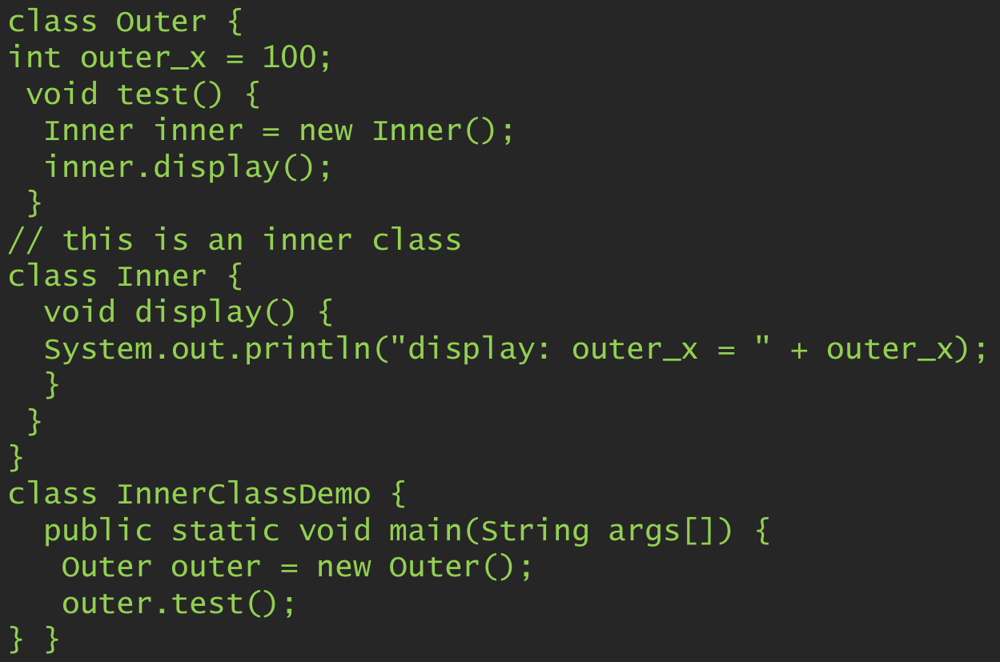 class Outer {
int outer_x = 100;
 void test() {
  Inner inner = new Inner();
  inner.display();
 }
// this is an inner class
class Inner {
  void display() {
  System.out.println("display: outer_x = " + outer_x);
  }
 }
}
class InnerClassDemo {
  public static void main(String args[]) {
   Outer outer = new Outer();
   outer.test();
} }